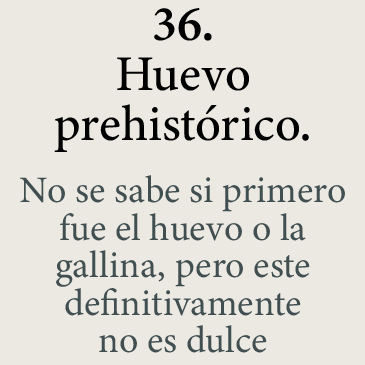 36.
Huevo
prehistórico.
No se sabe si primero
fue el huevo o la
gallina, pero este
definitivamente
no es dulce